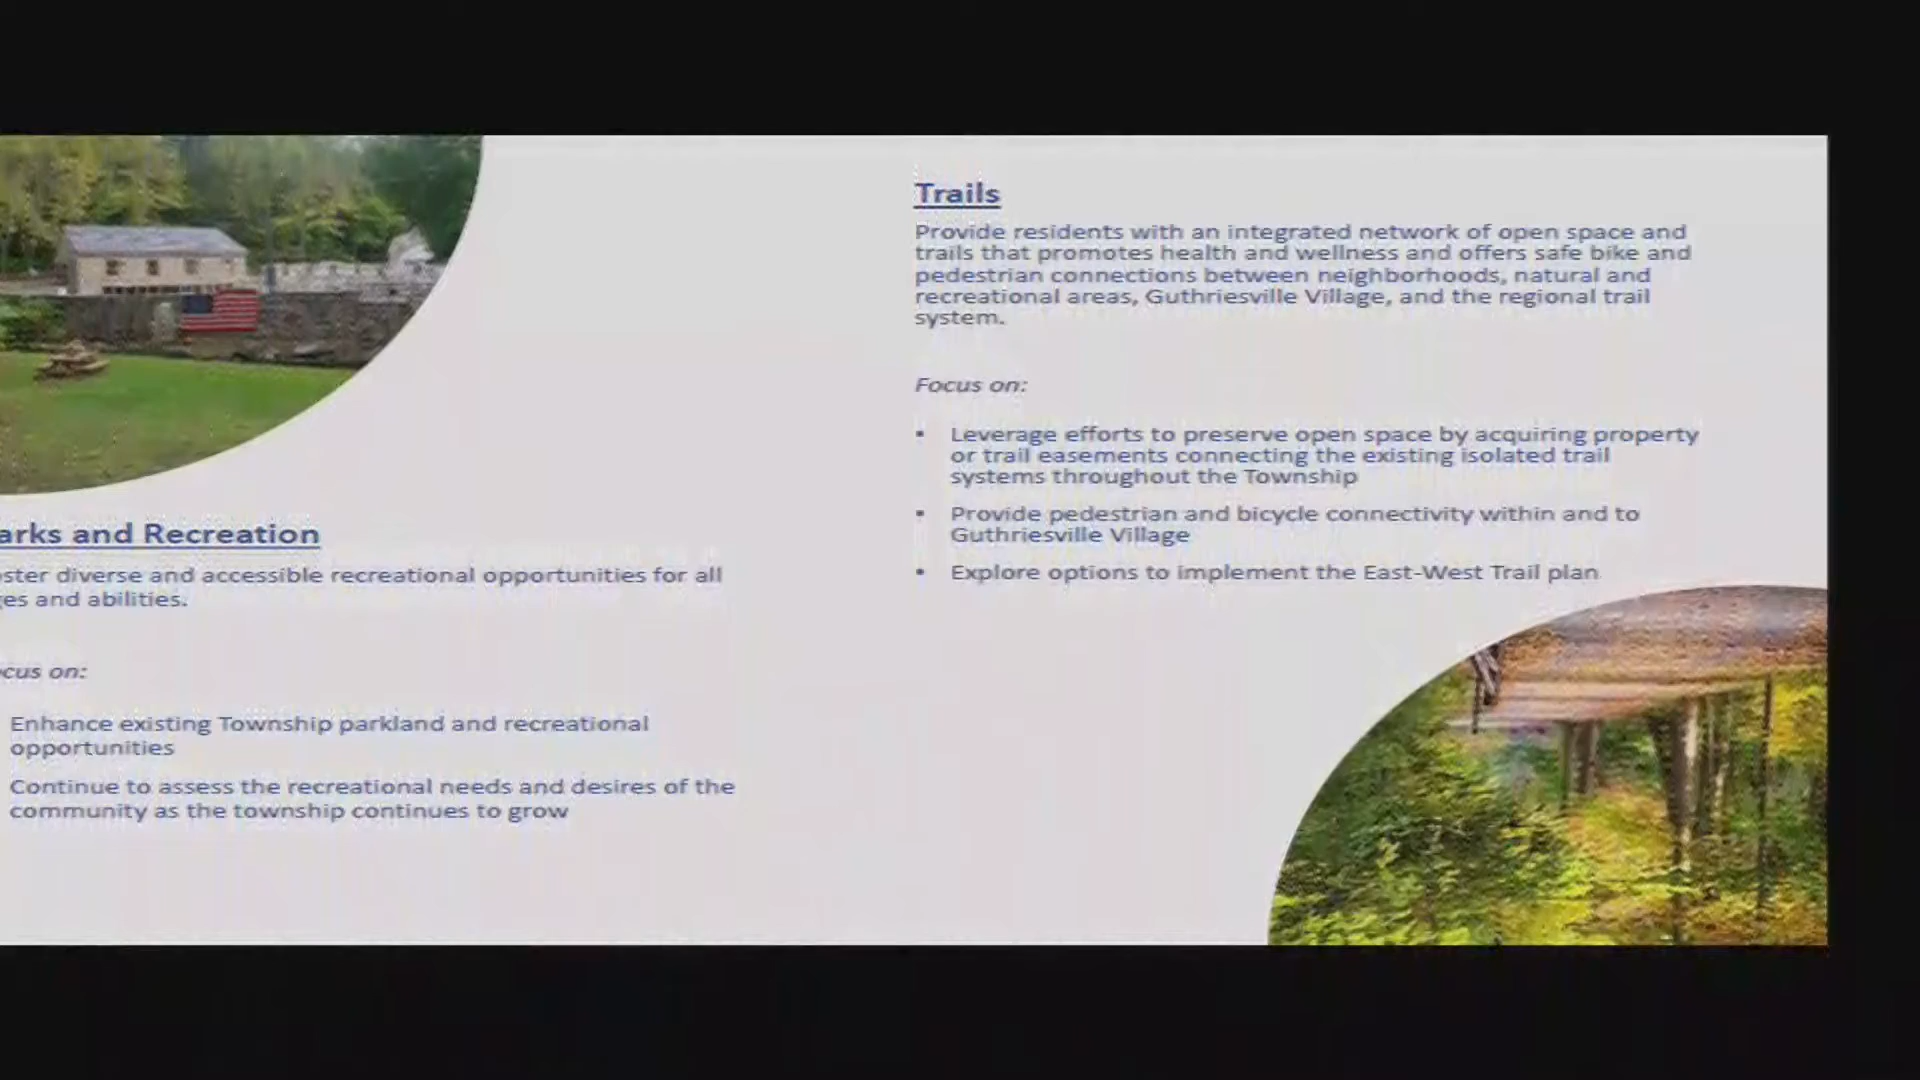 Trails
Provide residents with an integrated network of open space and
trails that promotes health and wellness and offers safe bike and
pedestrian connections between neighborhoods, natural and
recreational areas, Guthriesville Village, and the regional trail
system.
Focus on:
• Leverage efforts to preserve open space by acquiring property
or trail easements connecting the existing isolated trail
systems throughout the Township
• Provide pedestrian and bicycle connectivity within and to
Guthriesville Village
• Explore options to implement the East-West Trail plan
arks and Recreation
ster diverse and accessible recreational opportunities for all
es and abilities.
cus on:
Enhance existing Township parkland and recreational
opportunities
Continue to assess the recreational needs and desires of the
community as the township continues to grow